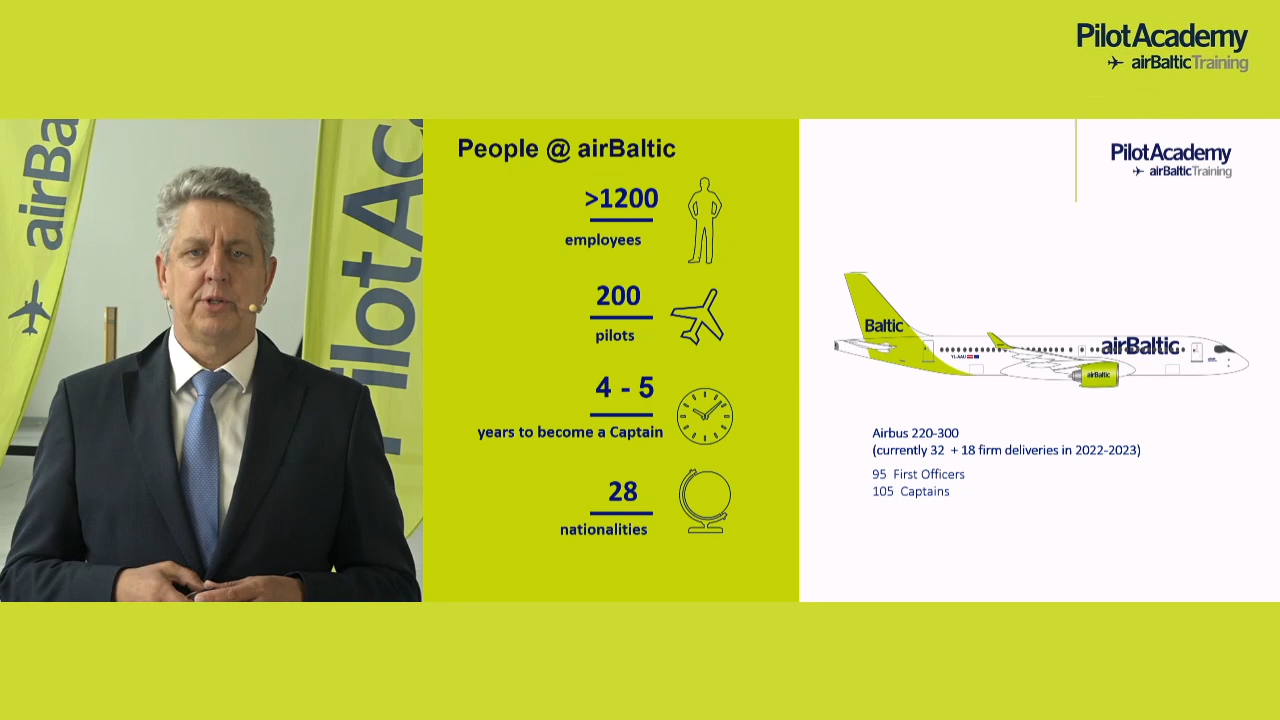 PilotAcademy
airBalticTraining
airBa
PilotAc
People @ airBaltic
>1200
employees
200
pilots
4 - 5
years to become a Captain
28
nationalities
PilotAcademy
airBalticTraining
Baltic
airBaltic
YL-AAU
airBaltic
Airbus 220-300
(currently 32 + 18 firm deliveries in 2022-2023)
95 First Officers
105 Captains